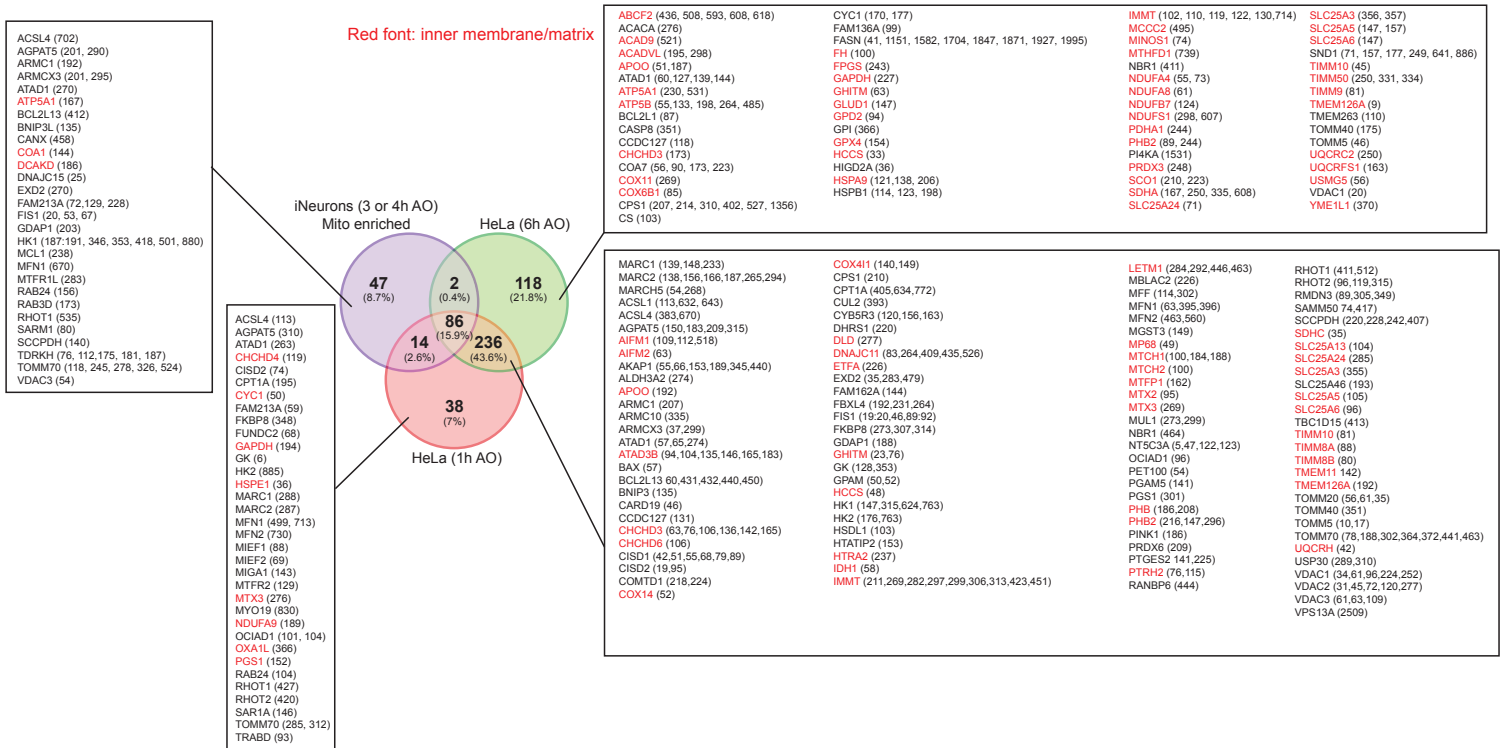 Red font: inner membrane/matrix
ACSL4 (702)
AGPAT5 (201, 290)
ARMC1 (192)
ARMCX3 (201, 295)
ATAD1 (270)
ATP5A1 (167)
BCL2L13 (412)
BNIP3L (135)
CANX (458)
COA1 (144)
DCAKD (186)
DNAJC15 (25)
EXD2 (270)
FAM213A (72,129, 228)
FIS1 (20, 53, 67)
GDAP1 (203)
HK1 (187:191, 346, 353, 418, 501, 880)
MCL1 (238)
MFN1 (670)
MTFR1L (283)
RAB24 (156)
RAB3D (173)
RHOT1 (535)
SARM1 (80)
SCCPDH (140)
TDRKH (76, 112,175, 181, 187)
TOMM70 (118, 245, 278, 326, 524)
VDAC3 (54)
iNeurons (3 or 4h AO)
Mito enriched
HeLa (6h AO)
47
(8.7%)
2
(0.4%)
118
(21.8%)
86
(15.9%)
14
(2.6%)
236
(43.6%)
38
(7%)
HeLa (1h AO)
ACSL4 (113)
AGPAT5 (310)
ATAD1 (263)
CHCHD4 (119)
CISD2 (74)
CPT1A (195)
CYC1 (50)
FAM213A (59)
FKBP8 (348)
FUNDC2 (68)
GAPDH (194)
GK (6)
HK2 (885)
HSPE1 (36)
MARC1 (288)
MARC2 (287)
MFN1 (499, 713)
MFN2 (730)
MIEF1 (88)
MIEF2 (69)
MIGA1 (143)
MTFR2 (129)
MTX3 (276)
MYO19 (830)
NDUFA9 (189)
OCIAD1 (101, 104)
OXA1L (366)
PGS1 (152)
RAB24 (104)
RHOT1 (427)
RHOT2 (420)
SAR1A (146)
TOMM70 (285, 312)
TRABD (93)
ABCF2 (436, 508, 593, 608, 618)
ACACA (276)
ACAD9 (521)
ACADVL (195, 298)
APOO (51,187)
ATAD1 (60,127,139,144)
ATP5A1 (230, 531)
ATP5B (55,133, 198, 264, 485)
BCL2L1 (87)
CASP8 (351)
CCDC127 (118)
CHCHD3 (173)
COA7 (56, 90, 173, 223)
COX11 (269)
COX6B1 (85)
CPS1 (207, 214, 310, 402, 527, 1356)
CS (103)
CYC1 (170, 177)
FAM136A (99)
FASN (41, 1151, 1582, 1704, 1847, 1871, 1927, 1995)
FH (100)
FPGS (243)
GAPDH (227)
GHITM (63)
GLUD1 (147)
GPD2 (94)
GPI (366)
GPX4 (154)
HCCS (33)
HIGD2A (36)
HSPA9 (121,138, 206)
HSPB1 (114, 123, 198)
IMMT (102, 110, 119, 122, 130,714)
MCCC2 (495)
MINOS1 (74)
MTHFD1 (739)
NBR1 (411)
NDUFA4 (55, 73)
NDUFA8 (61)
NDUFB7 (124)
NDUFS1 (298, 607)
PDHA1 (244)
PHB2 (89, 244)
PI4KA (1531)
PRDX3 (248)
SCO1 (210, 223)
SDHA (167, 250, 335, 608)
SLC25A24 (71)
SLC25A3 (356, 357)
SLC25A5 (147, 157)
SLC25A6 (147)
SND1 (71, 157, 177, 249, 641, 886)
TIMM10 (45)
TIMM50 (250, 331, 334)
TIMM9 (81)
TMEM126A (9)
TMEM263 (110)
TOMM40 (175)
TOMM5 (46)
UQCRC2 (250)
UQCRFS1 (163)
USMG5 (56)
VDAC1 (20)
YME1L1 (370)
MARC1 (139,148,233)
MARC2 (138,156,166,187,265,294)
MARCH5 (54,268)
ACSL1 (113,632, 643)
ACSL4 (383,670)
AGPAT5 (150,183,209,315)
AIFM1 (109,112,518)
AIFM2 (63)
AKAP1 (55,66,153,189,345,440)
ALDH3A2 (274)
APOO (192)
ARMC1 (207)
ARMC10 (335)
ARMCX3 (37,299)
ATAD1 (57,65,274)
ATAD3B (94,104,135,146,165,183)
BAX (57)
BCL2L13 60,431,432,440,450)
BNIP3 (135)
CARD19 (46)
CCDC127 (131)
CHCHD3 (63,76,106,136,142,165)
CHCHD6 (106)
CISD1 (42,51,55,68,79,89)
CISD2 (19,95)
COMTD1 (218,224)
COX14 (52)
COX4I1 (140,149)
CPS1 (210)
CPT1A (405,634,772)
CUL2 (393)
CYB5R3 (120,156,163)
DHRS1 (220)
DLD (277)
DNAJC11 (83,264,409,435,526)
ETFA (226)
EXD2 (35,283,479)
FAM162A (144)
FBXL4 (192,231,264)
FIS1 (19:20,46,89:92)
FKBP8 (273,307,314)
GDAP1 (188)
GHITM (23,76)
GK (128,353)
GPAM (50,52)
HCCS (48)
HK1 (147,315,624,763)
HK2 (176,763)
HSDL1 (103)
HTATIP2 (153)
HTRA2 (237)
IDH1 (58)
IMMT (211,269,282,297,299,306,313,423,451)
LETM1 (284,292,446,463)
MBLAC2 (226)
MFF (114,302)
MFN1 (63,395,396)
MFN2 (463,560)
MGST3 (149)
MP68 (49)
MTCH1(100,184,188)
MTCH2 (100)
MTFP1 (162)
MTX2 (95)
MTX3 (269)
MUL1 (273,299)
NBR1 (464)
NT5C3A (5,47,122,123)
OCIAD1 (96)
PET100 (54)
PGAM5 (141)
PGS1 (301)
PHB (186,208)
PHB2 (216,147,296)
PINK1 (186)
PRDX6 (209)
PTGES2 141,225)
PTRH2 (76,115)
RANBP6 (444)
RHOT1 (411,512)
RHOT2 (96,119,315)
RMDN3 (89,305,349)
SAMM50 74,417)
SCCPDH (220,228,242,407)
SDHC (35)
SLC25A13 (104)
SLC25A24 (285)
SLC25A3 (355)
SLC25A46 (193)
SLC25A5 (105)
SLC25A6 (96)
TBC1D15 (413)
TIMM10 (81)
TIMM8A (88)
TIMM8B (80)
TMEM11 142)
TMEM126A (192)
TOMM20 (56,61,35)
TOMM40 (351)
TOMM5 (10,17)
TOMM70 (78,188,302,364,372,441,463)
UQCRH (42)
USP30 (289,310)
VDAC1 (34,61,96,224,252)
VDAC2 (31,45,72,120,277)
VDAC3 (61,63,109)
VPS13A (2509)